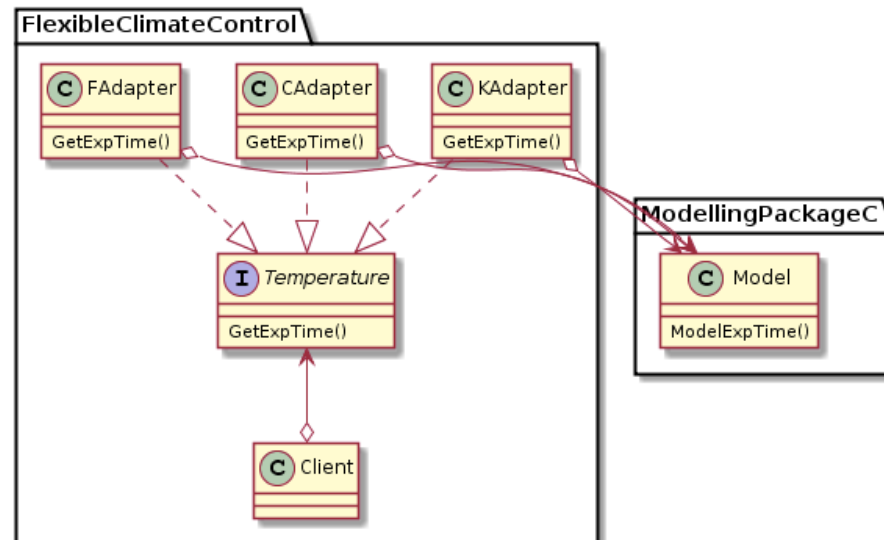 FlexibleClimateControl
C FAdapter
GetExpTime()
C CAdapter
GetExpTime()
C KAdapter
GetExpTime()
ModellingPackageC
I Temperature
GetExpTime()
C Model
ModelExpTime()
C Client